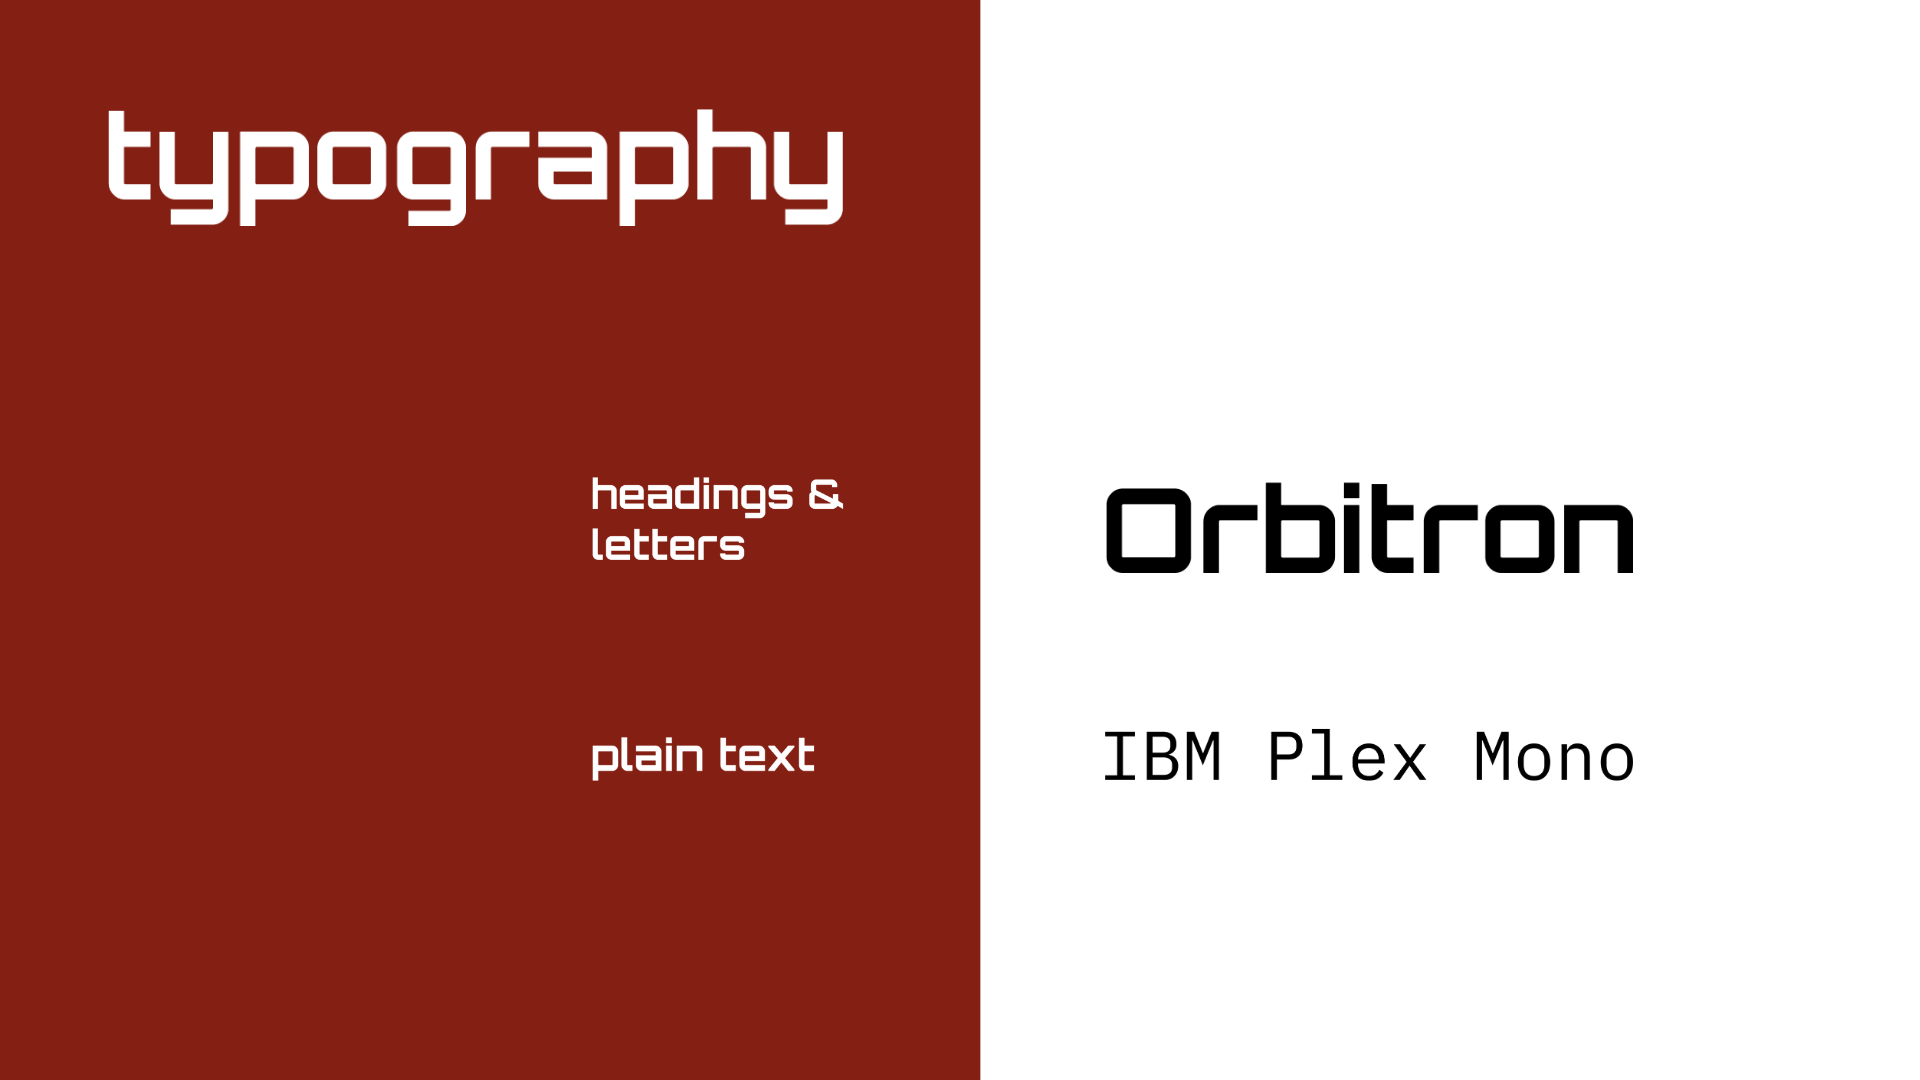 typography
headings &
letters
Orbitron
plain text
IBM Plex Mono